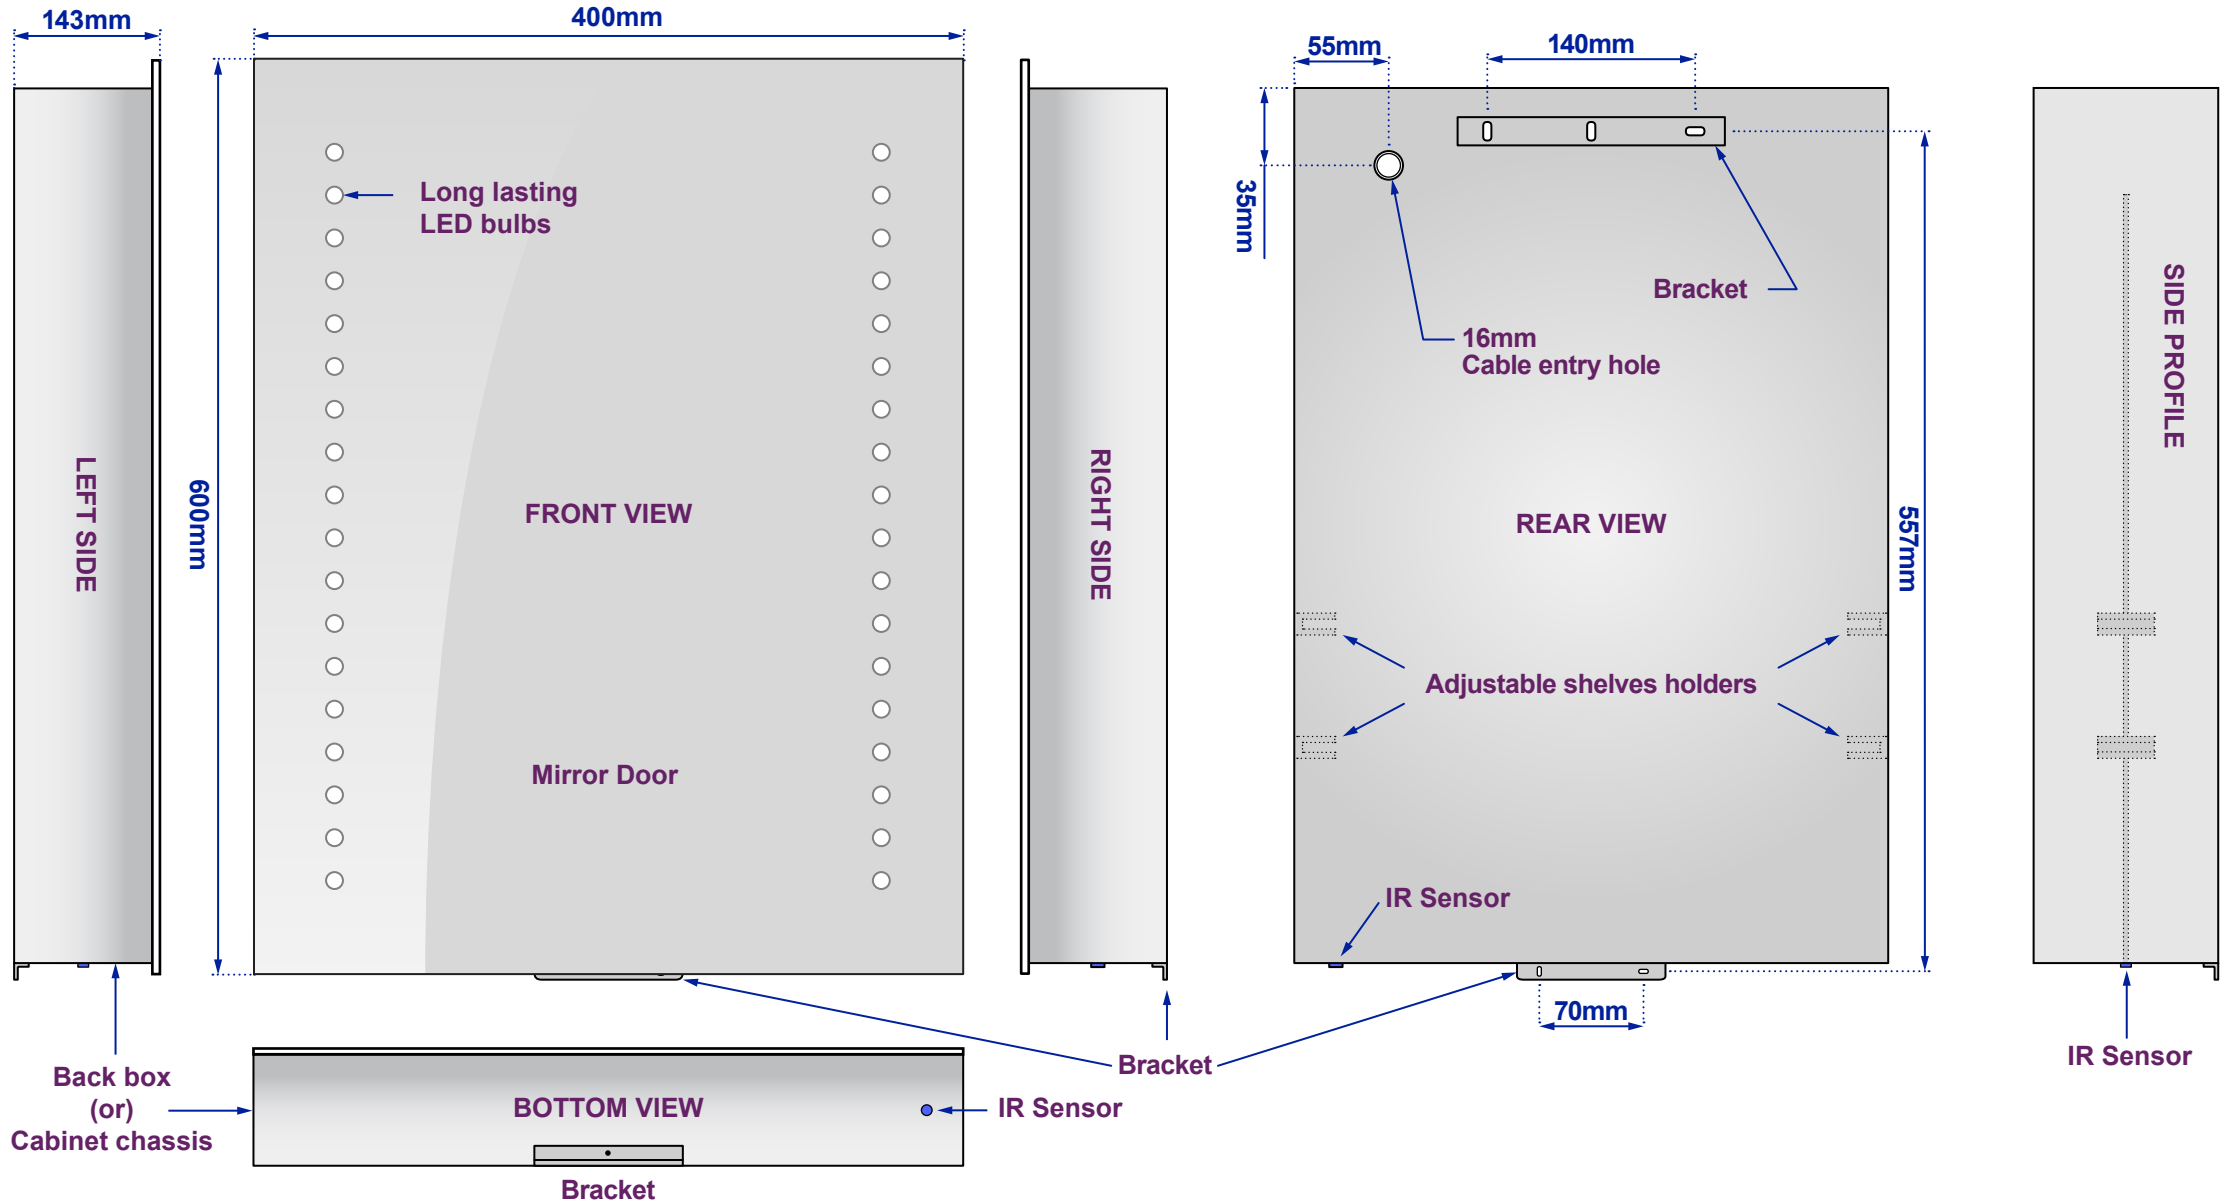 143mm
400mm
55mm
140mm
Long lasting
LED bulbs
35mm
Bracket
16mm
Cable entry hole
SIDE PROFILE
LEFT SIDE
600mm
FRONT VIEW
RIGHT SIDE
REAR VIEW
557mm
Adjustable shelves holders
Mirror Door
IR Sensor
70mm
Back box
(or)
Cabinet chassis
BOTTOM VIEW
IR Sensor
Bracket
IR Sensor
Bracket